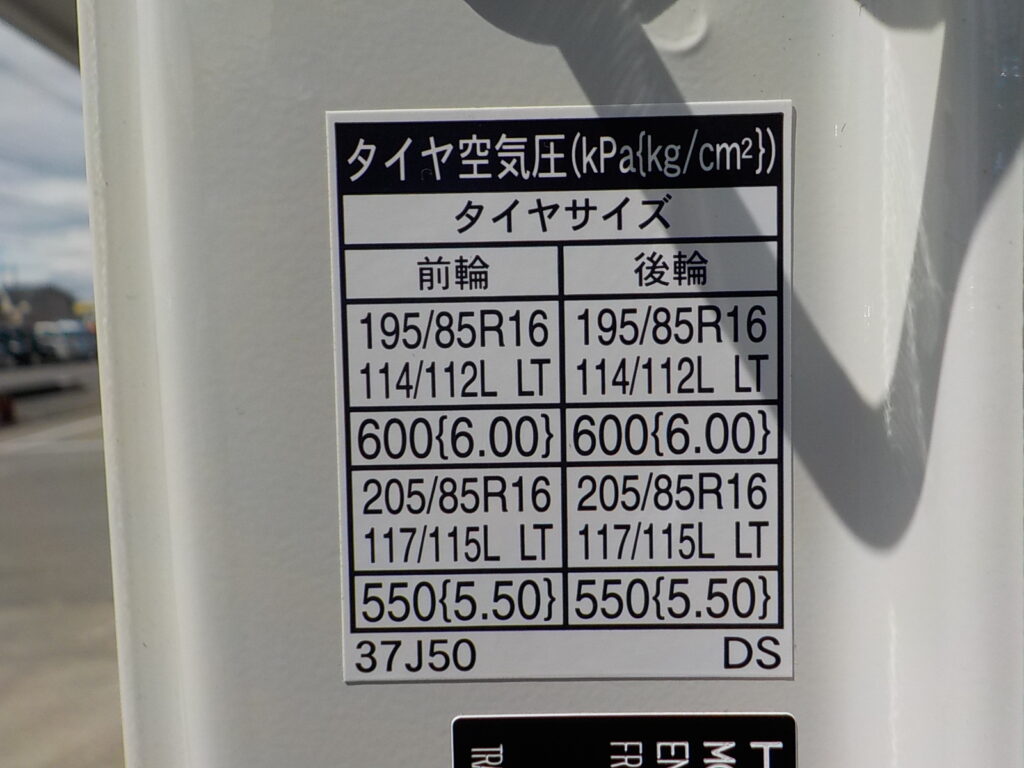 タイヤ空気圧(kPa{kg/cm²})
タイヤサイズ
前輪 後輪
195/85R16 195/85R16
114/112L LT 114/112L LT
600{6.00} 600{6.00}
205/85R16 205/85R16
117/115L LT 117/115L LT
550{5.50} 550{5.50}
37J50 DS